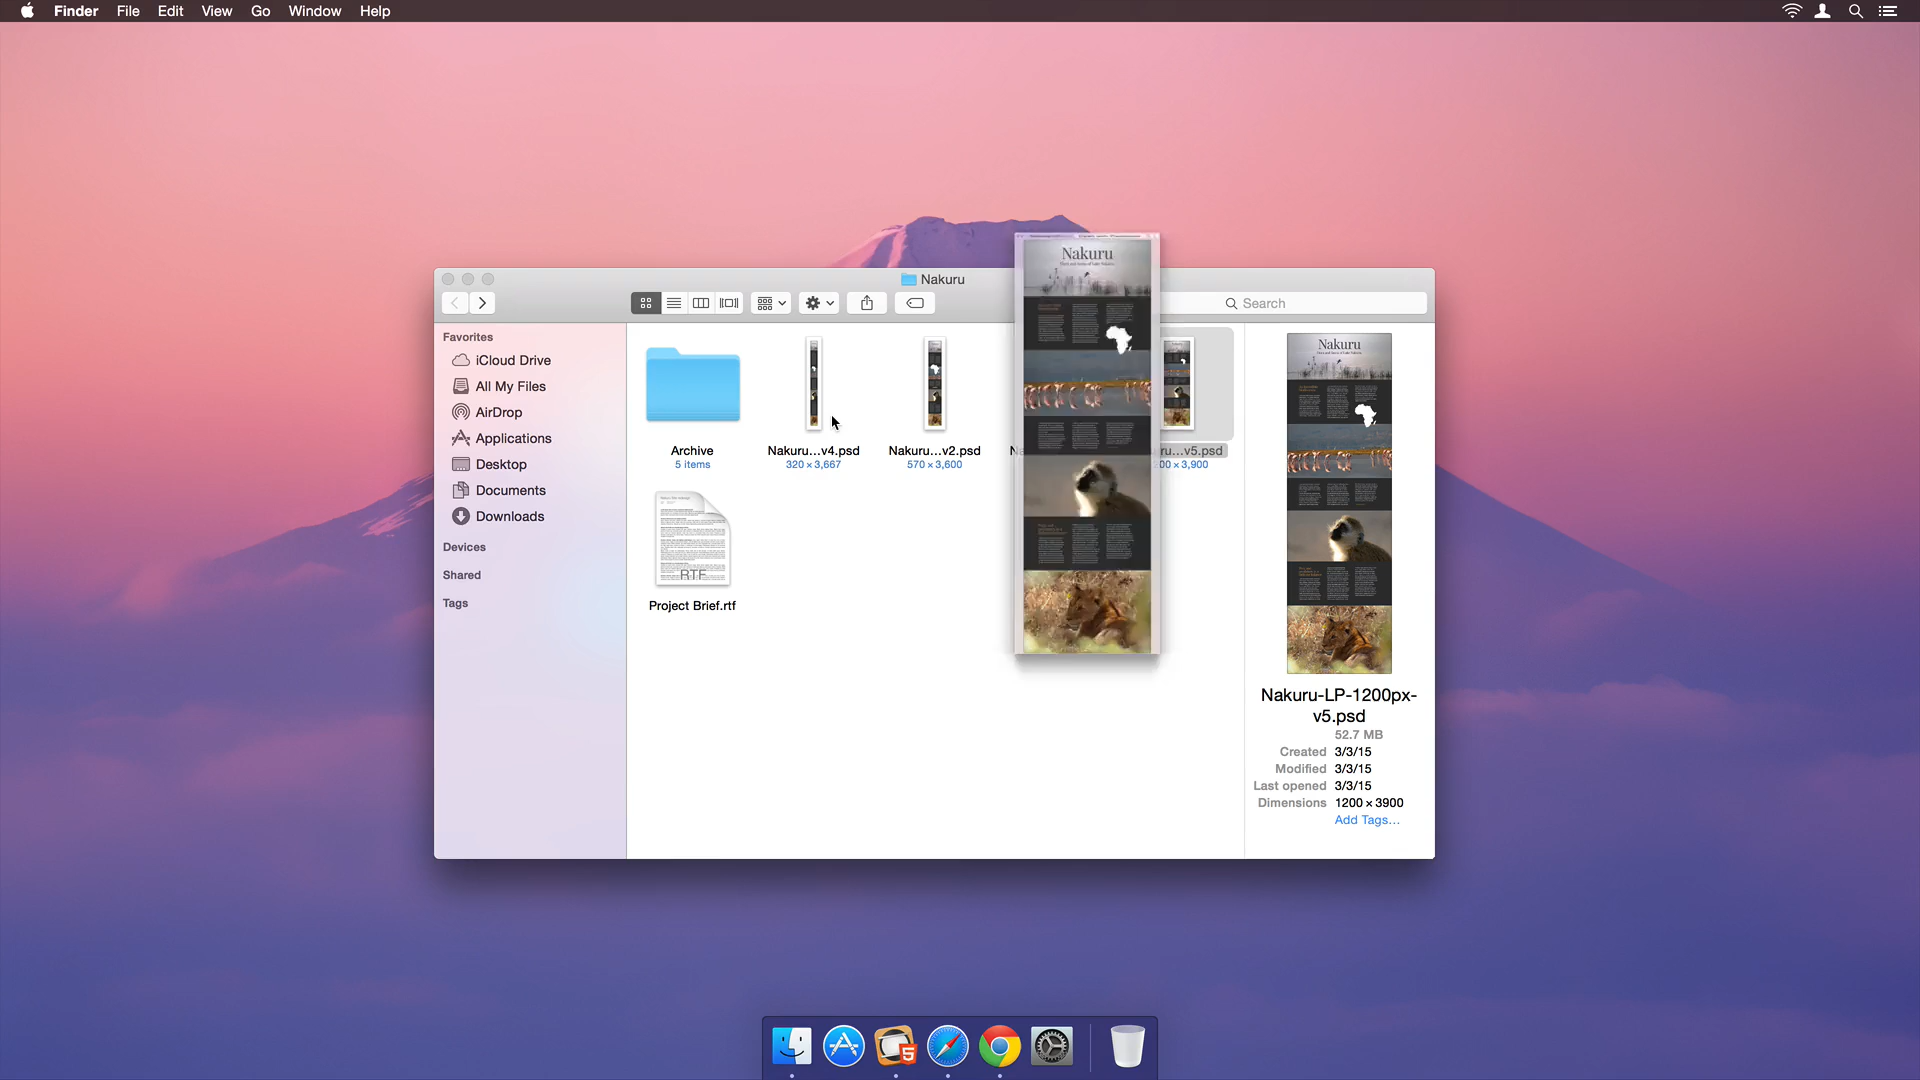 Finder File Edit View Go Window Help
Nakuru
Search
Favorites
iCloud Drive
All My Files
AirDrop
Applications
Desktop
Documents
Downloads
Devices
Shared
Tags
Archive
5 items
Nakuru...v4.psd
320 × 3,667
Nakuru...v2.psd
570 × 3,600
ru...v5.psd
00 × 3,900
RTF
Project Brief.rtf
Nakuru
Nakuru
Nakuru-LP-1200px-
v5.psd
52.7 MB
Created 3/3/15
Modified 3/3/15
Last opened 3/3/15
Dimensions 1200 × 3900
Add Tags...
5